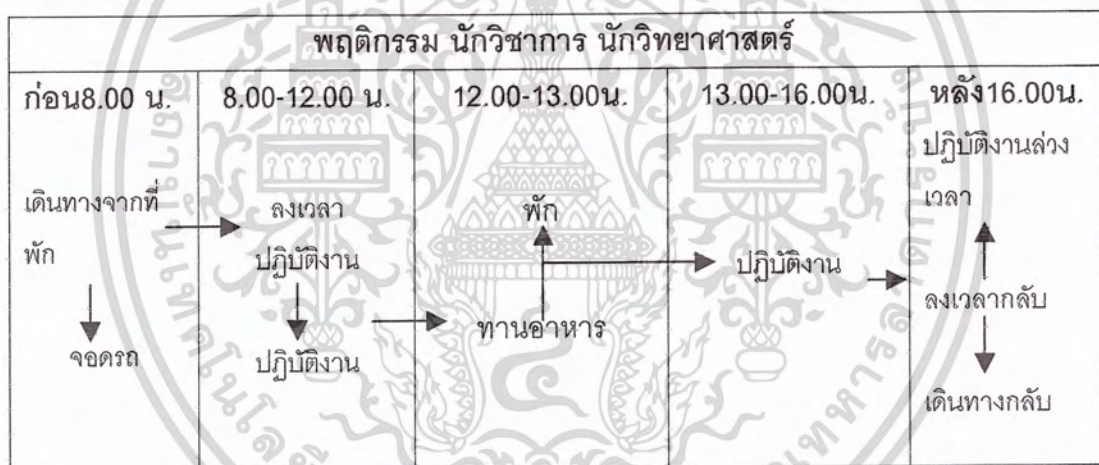 พฤติกรรม นักวิชาการ นักวิทยาศาสตร์
ก่อน8.00 น.
เดินทางจากที่
พัก
จอดรถ
8.00-12.00 น.
ลงเวลา
ปฏิบัติงาน
ปฏิบัติงาน
12.00-13.00น.
พัก
ทานอาหาร
13.00-16.00น.
ปฏิบัติงาน
หลัง16.00น.
ปฏิบัติงานล่วง
เวลา
ลงเวลากลับ
เดินทางกลับ